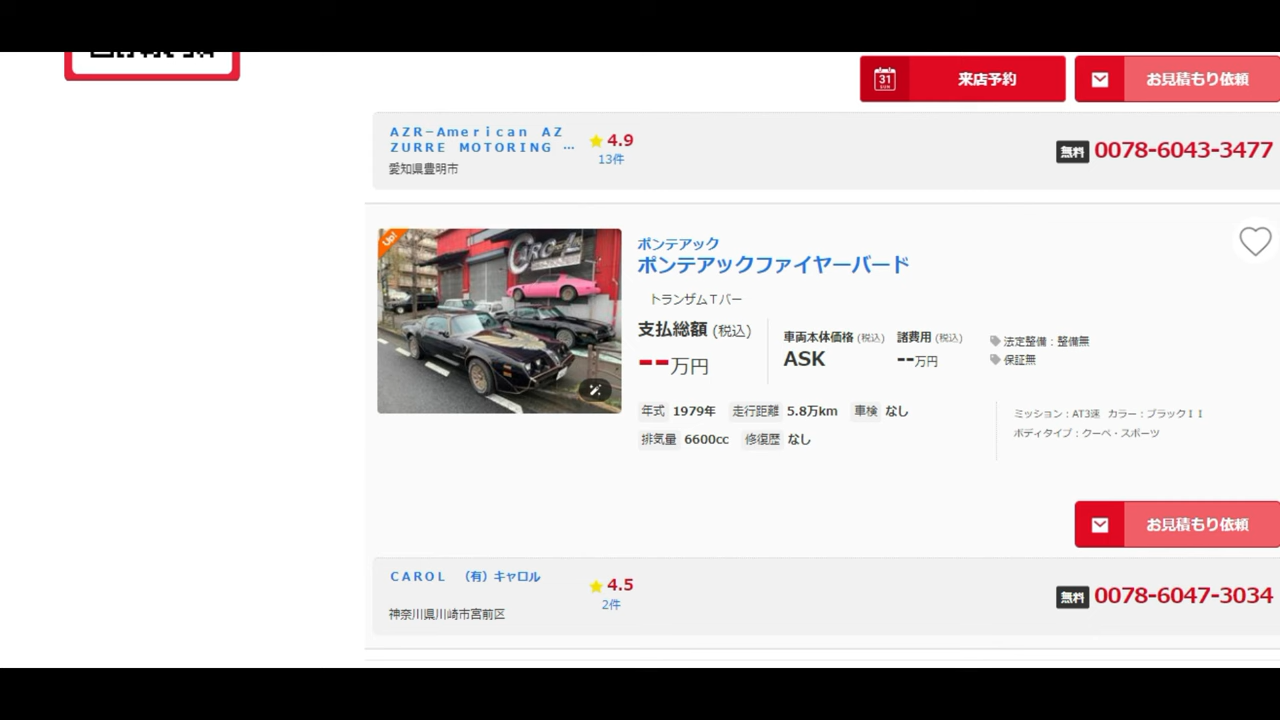 31
SUN
来店予約
お見積もり依頼
AZR−American AZ
ZURRE MOTORING …
愛知県豊明市
4.9
13件
無料 0078-6043-3477
Up!
ポンテアック
ポンテアックファイヤーバード
トランザムTバー
支払総額 (税込)
--万円
車両本体価格 (税込)
ASK
諸費用 (税込)
--万円
法定整備：整備無
保証無
年式 1979年 走行距離 5.8万km 車検 なし
排気量 6600cc 修復歴 なし
ミッション：AT3速 カラー：ブラックII
ボディタイプ：クーペ・スポーツ
お見積もり依頼
CAROL （有）キャロル
神奈川県川崎市宮前区
4.5
2件
無料 0078-6047-3034